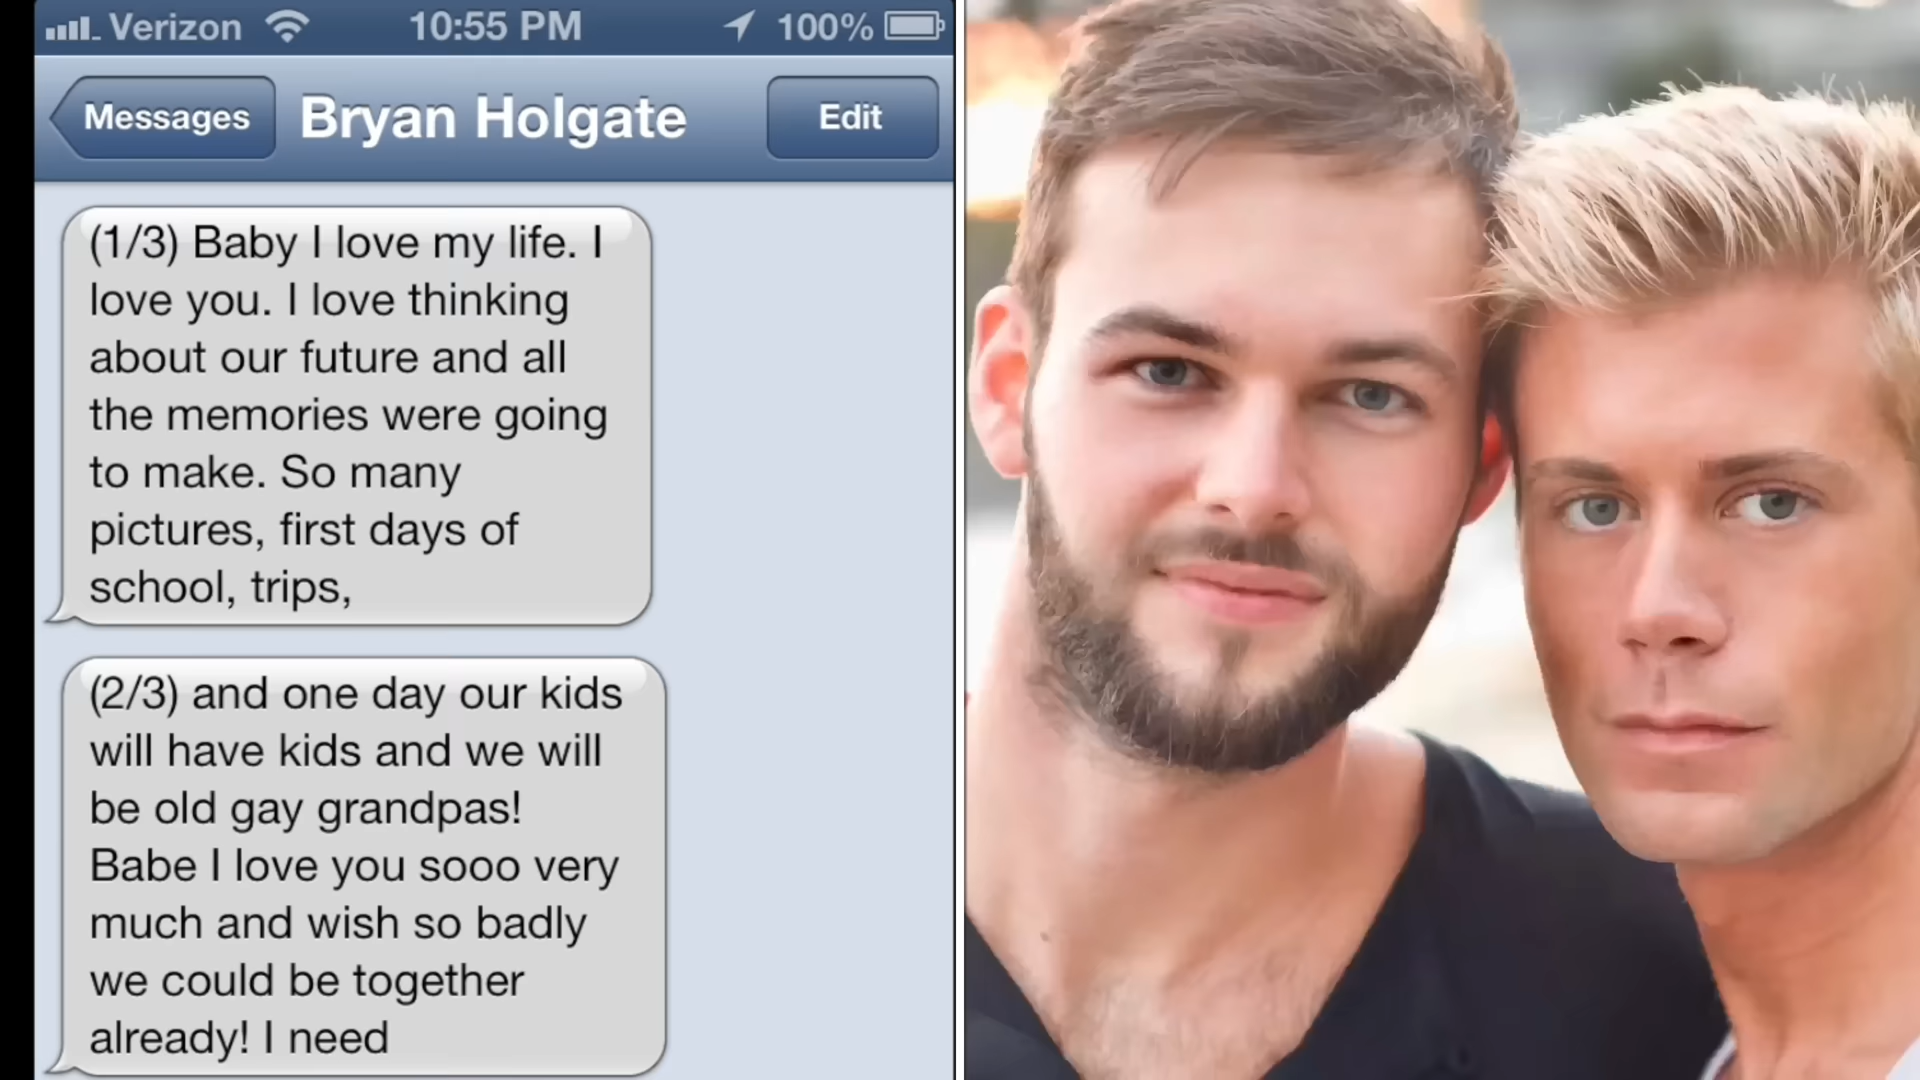 Verizon 10:55 PM 100%
Messages Bryan Holgate Edit
(1/3) Baby I love my life. I
love you. I love thinking
about our future and all
the memories were going
to make. So many
pictures, first days of
school, trips,
(2/3) and one day our kids
will have kids and we will
be old gay grandpas!
Babe I love you sooo very
much and wish so badly
we could be together
already! I need